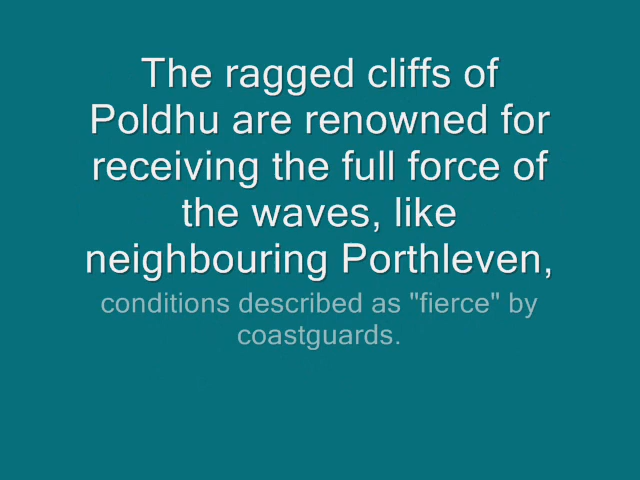 The ragged cliffs of
Poldhu are renowned for
receiving the full force of
the waves, like
neighbouring Porthleven,
conditions described as "fierce" by
coastguards.